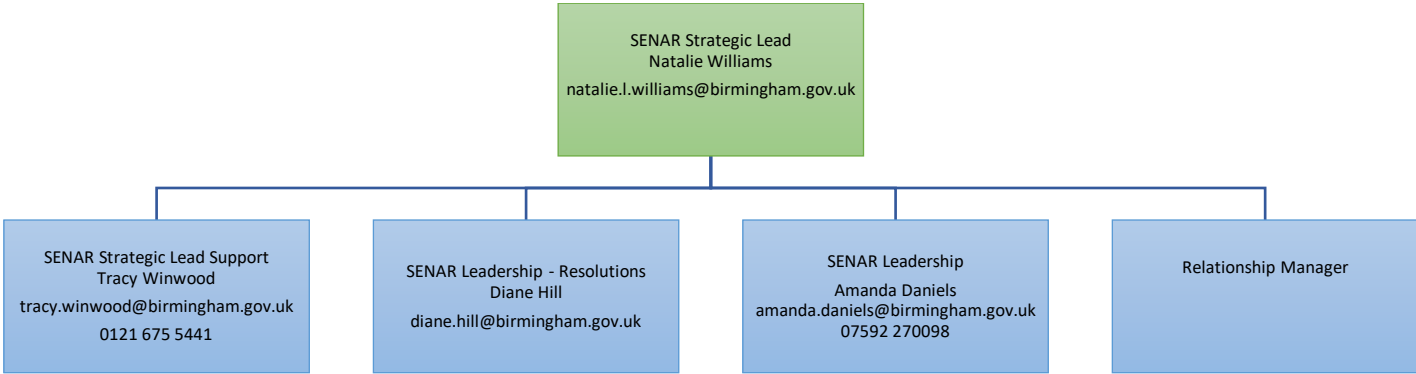 SENAR Strategic Lead
Natalie Williams
natalie.l.williams@birmingham.gov.uk
SENAR Strategic Lead Support
Tracy Winwood
tracy.winwood@birmingham.gov.uk
0121 675 5441
SENAR Leadership - Resolutions
Diane Hill
diane.hill@birmingham.gov.uk
SENAR Leadership
Amanda Daniels
amanda.daniels@birmingham.gov.uk
07592 270098
Relationship Manager